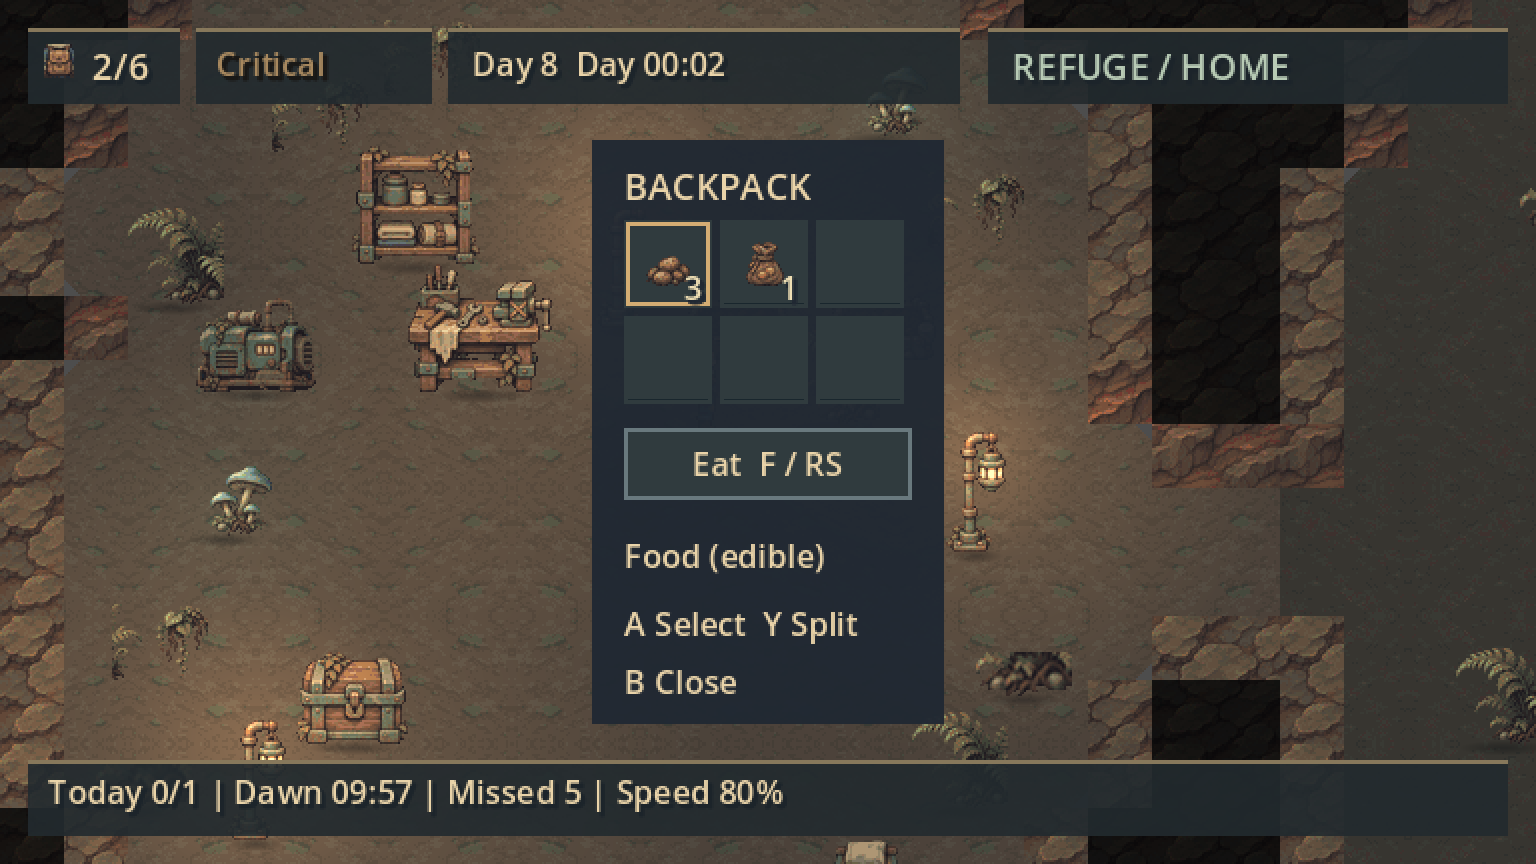 2/6
Critical
Day 8 Day 00:02
REFUGE / HOME
BACKPACK
3
1
Eat F / RS
Food (edible)
A Select Y Split
B Close
Today 0/1 | Dawn 09:57 | Missed 5 | Speed 80%